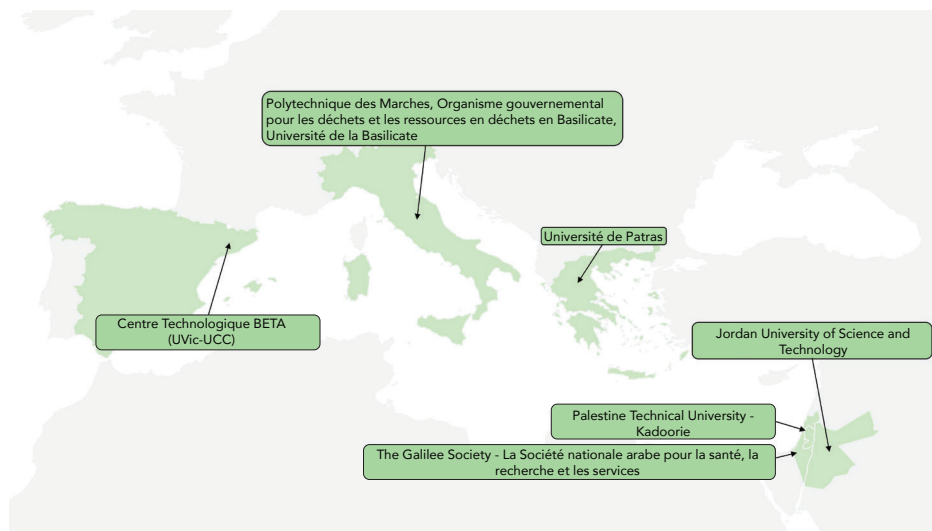 Polytechnique des Marches, Organisme gouvernemental
pour les déchets et les ressources en déchets en Basilicate,
Université de la Basilicate
Université de Patras
Centre Technologique BETA
(UVic-UCC)
Jordan University of Science and
Technology
Palestine Technical University -
Kadoorie
The Galilee Society - La Société nationale arabe pour la santé, la
recherche et les services